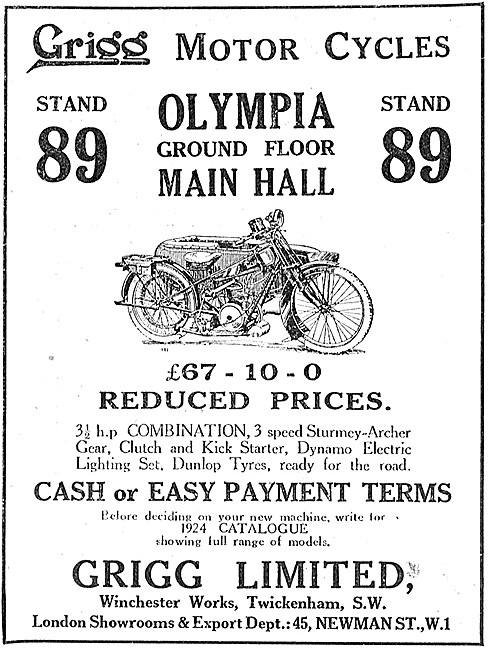 Grigg MOTOR CYCLES
STAND OLYMPIA STAND
89 GROUND FLOOR 89
MAIN HALL
£67-10-0
REDUCED PRICES.
3½ h.p COMBINATION, 3 speed Sturmey-Archer
Gear, Clutch and Kick Starter, Dynamo Electric
Lighting Set, Dunlop Tyres, ready for the road.
CASH or EASY PAYMENT TERMS
Before deciding on your new machine, write for
1924 CATALOGUE
showing full range of models.
GRIGG LIMITED,
Winchester Works, Twickenham, S.W.
London Showrooms & Export Dept.: 45, NEWMAN ST., W.1